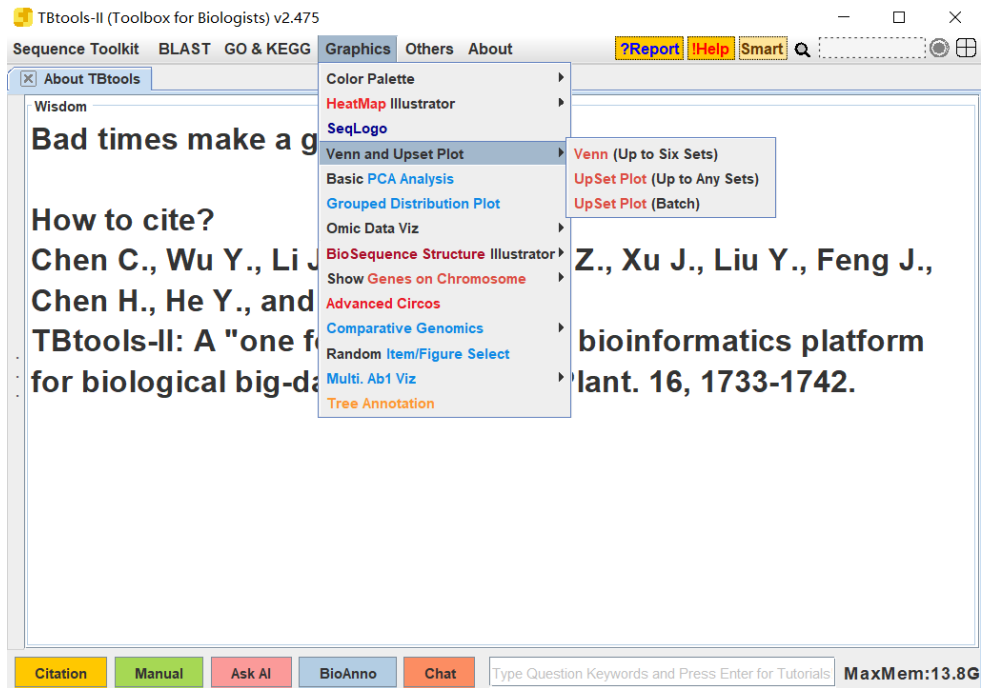 TBtools-II (Toolbox for Biologists) v2.475
Sequence Toolkit BLAST GO & KEGG Graphics Others About ?Report !Help Smart
About TBtools
Wisdom
Bad times make a g
How to cite?
Chen C., Wu Y., Li J Z., Xu J., Liu Y., Feng J.,
Chen H., He Y., and
TBtools-II: A "one fo bioinformatics platform
for biological big-da lant. 16, 1733-1742.
Color Palette
HeatMap Illustrator
SeqLogo
Venn and Upset Plot
Basic PCA Analysis
Grouped Distribution Plot
Omic Data Viz
BioSequence Structure Illustrator
Show Genes on Chromosome
Advanced Circos
Comparative Genomics
Random Item/Figure Select
Multi. Ab1 Viz
Tree Annotation
Venn (Up to Six Sets)
UpSet Plot (Up to Any Sets)
UpSet Plot (Batch)
Citation Manual Ask AI BioAnno Chat Type Question Keywords and Press Enter for Tutorials MaxMem:13.8G